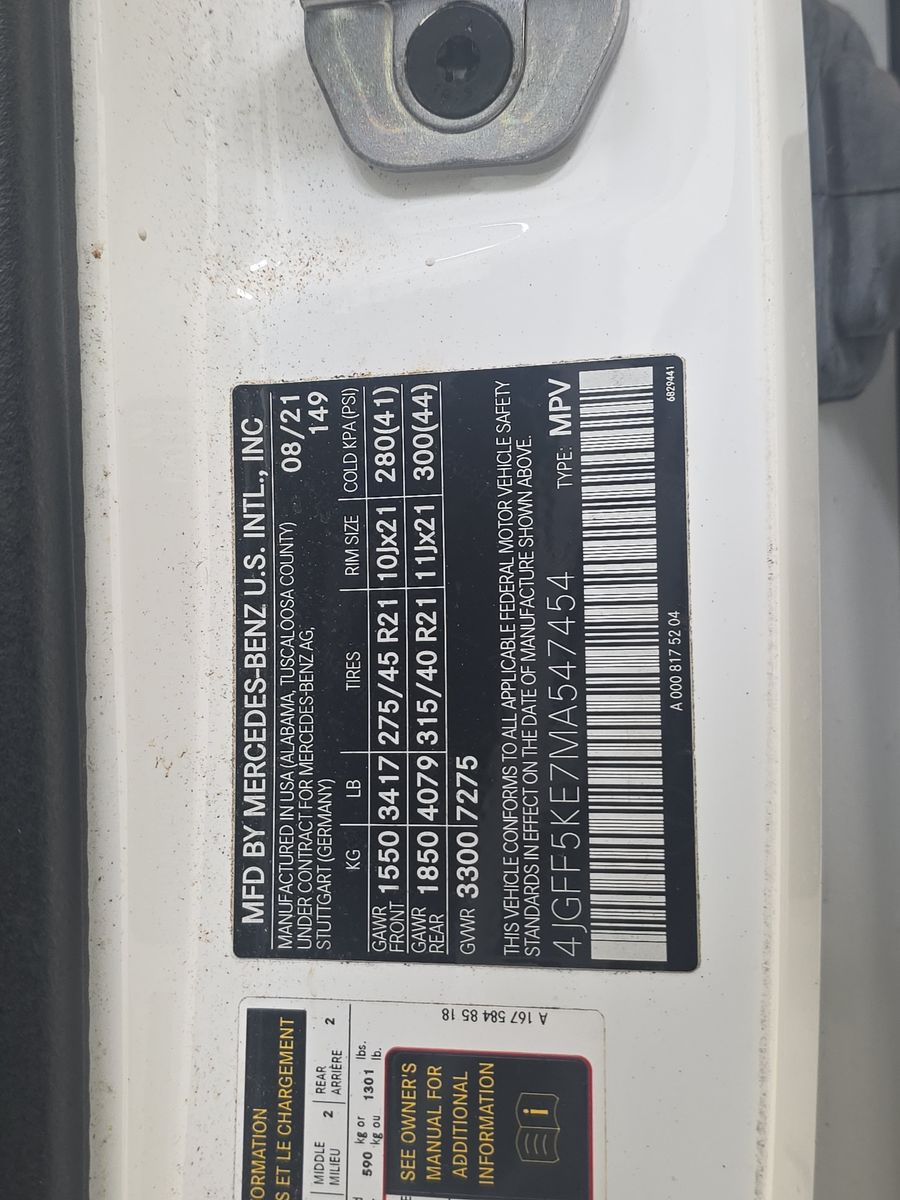 MFD BY MERCEDES-BENZ U.S. INTL., INC
MANUFACTURED IN USA (ALABAMA, TUSCALOOSA COUNTY) 08/21
UNDER CONTRACT FOR MERCEDES-BENZ AG, 149
STUTTGART (GERMANY)
KG LB TIRES RIM SIZE COLD KPA (PSI)
GAWR FRONT 1550 3417 275/45 R21 10Jx21 280(41)
GAWR REAR 1850 4079 315/40 R21 11Jx21 300(44)
GVWR 3300 7275
THIS VEHICLE CONFORMS TO ALL APPLICABLE FEDERAL MOTOR VEHICLE SAFETY
STANDARDS IN EFFECT ON THE DATE OF MANUFACTURE SHOWN ABOVE.
4JGFF5KE7MA547454 TYPE: MPV
A 000 817 52 04 6829441
ORMATION
S ET LE CHARGEMENT
MIDDLE 2 REAR 2
MILIEU ARRIÈRE
590 kg or 1301 lbs.
kg ou lb.
SEE OWNER'S
MANUAL FOR
ADDITIONAL
INFORMATION
i
A 167 584 85 18